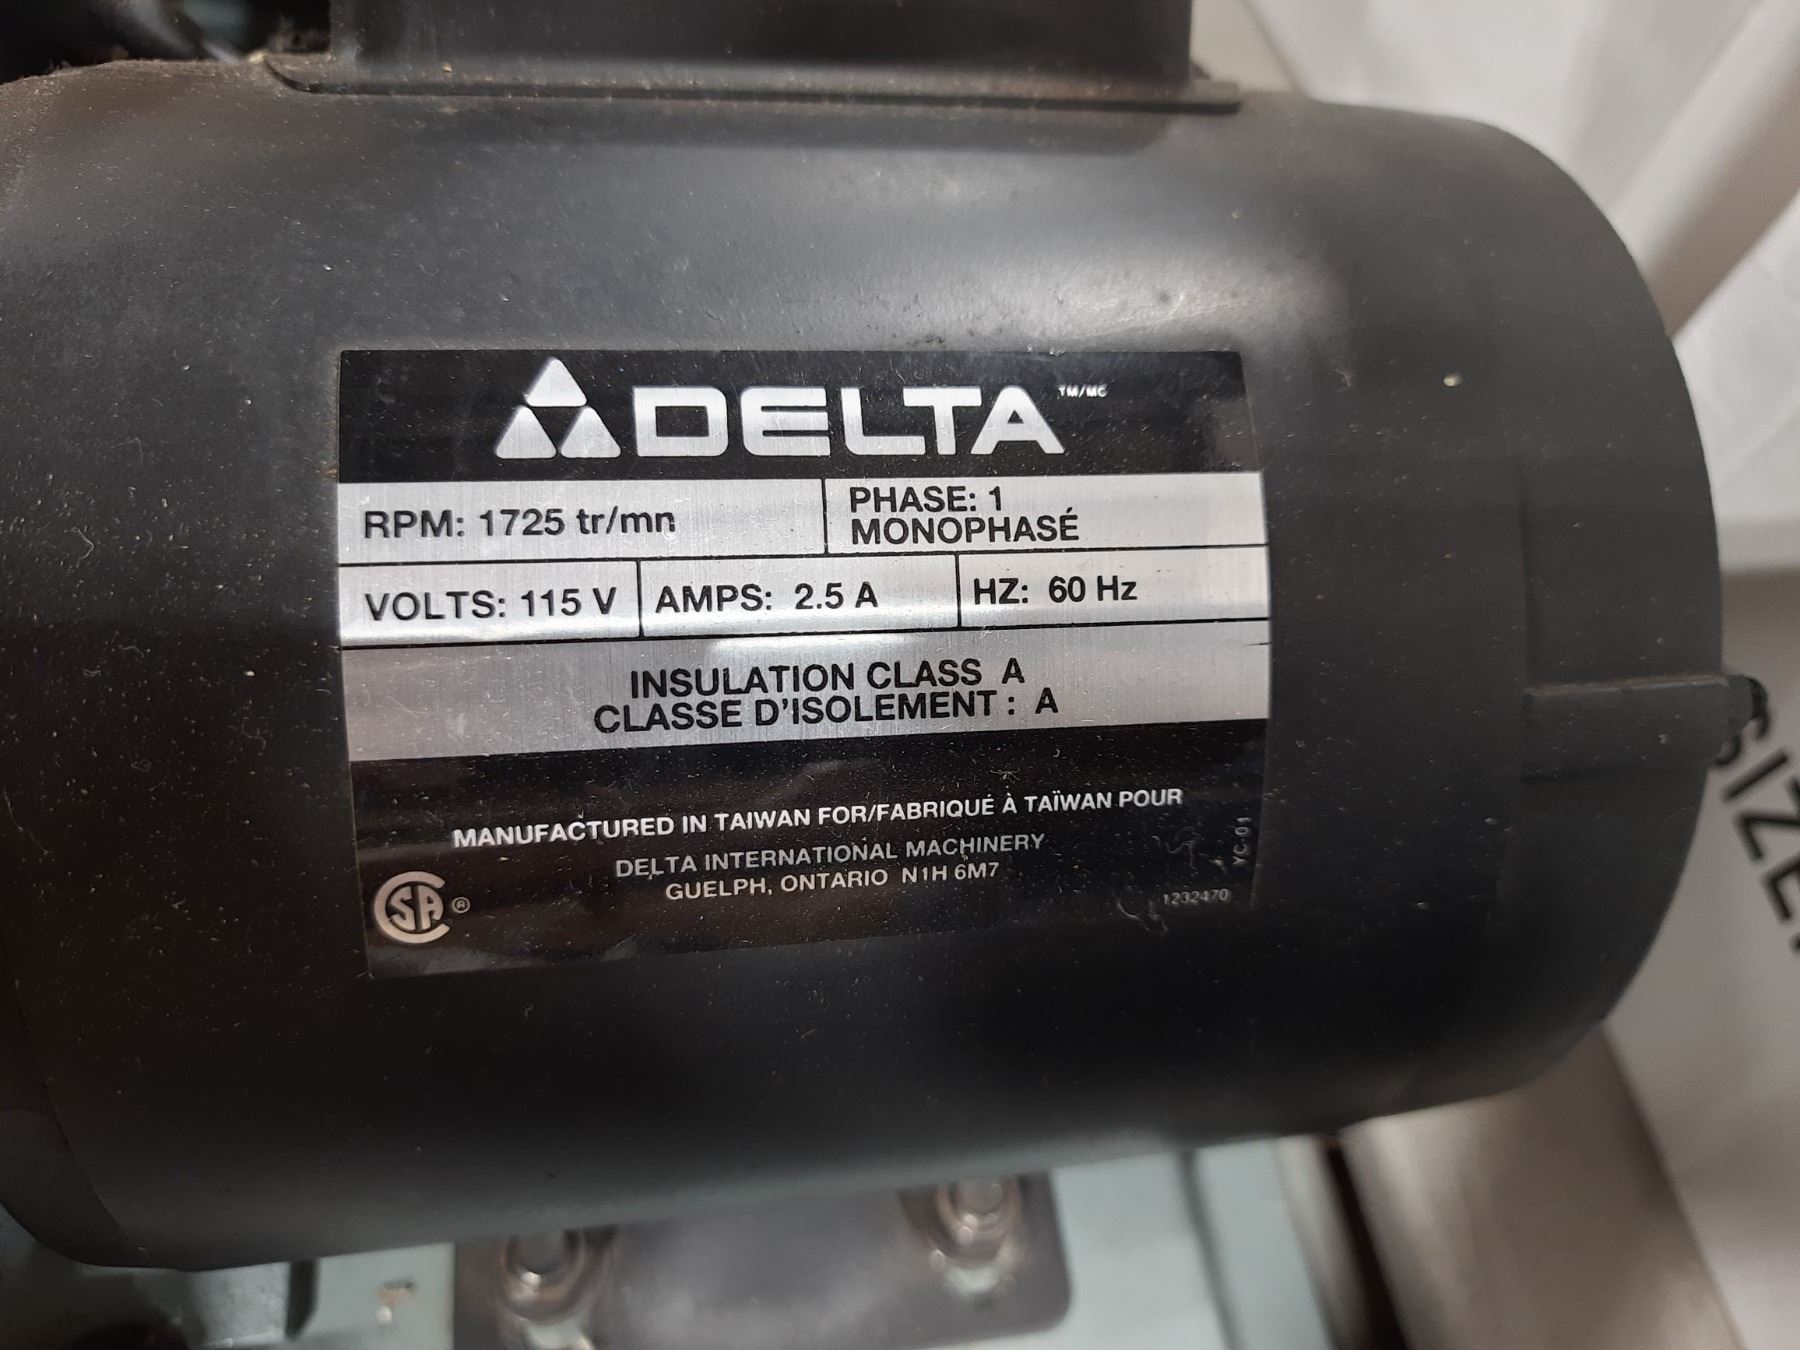 DELTA TM/MC
RPM: 1725 tr/mn
PHASE: 1
MONOPHASÉ
VOLTS: 115 V
AMPS: 2.5 A
HZ: 60 Hz
INSULATION CLASS A
CLASSE D'ISOLEMENT : A
MANUFACTURED IN TAIWAN FOR/FABRIQUÉ À TAÏWAN POUR
DELTA INTERNATIONAL MACHINERY
GUELPH, ONTARIO N1H 6M7
CSA ®
YC-01
1232470